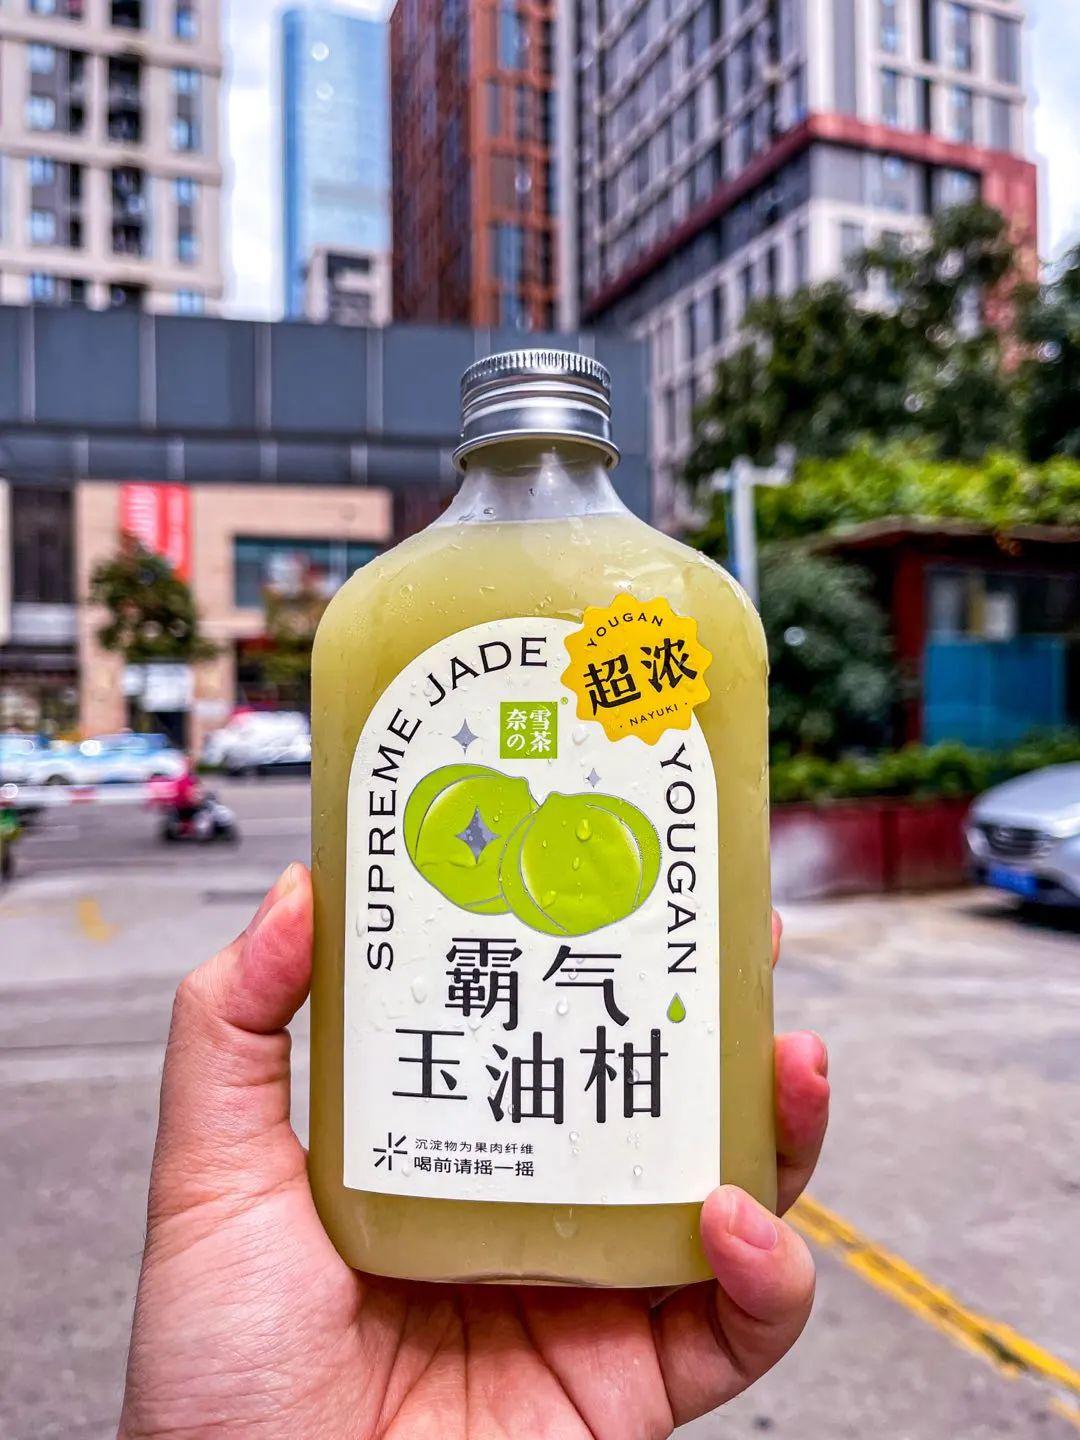 SUPREME JADE YOUGAN
YOUGAN
超浓
· NAYUKI ·
奈雪
の茶
®
霸气
玉油柑
沉淀物为果肉纤维
喝前请摇一摇